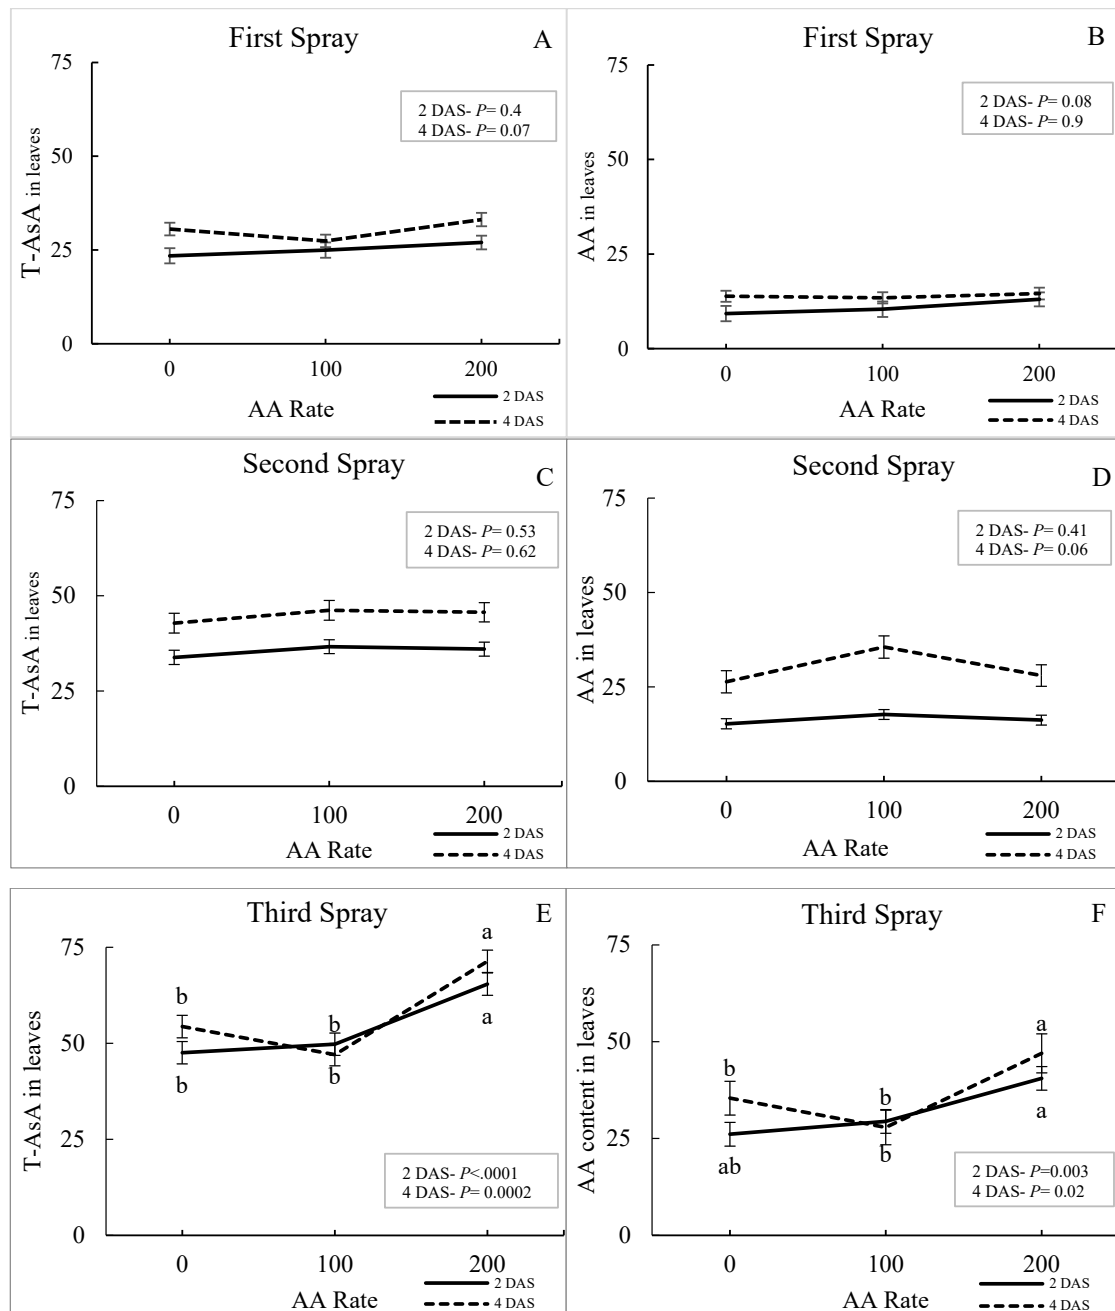 First Spray
A
75
50
25
0
T-AsA in leaves
2 DAS- P= 0.4
4 DAS- P= 0.07
0
100
200
AA Rate
2 DAS
4 DAS
First Spray
B
75
50
25
0
AA in leaves
2 DAS- P= 0.08
4 DAS- P= 0.9
0
100
200
AA Rate
2 DAS
4 DAS
Second Spray
C
75
50
25
0
T-AsA in leaves
2 DAS- P= 0.53
4 DAS- P= 0.62
0
100
200
AA Rate
2 DAS
4 DAS
Second Spray
D
75
50
25
0
AA in leaves
2 DAS- P= 0.41
4 DAS- P= 0.06
0
100
200
AA Rate
2 DAS
4 DAS
Third Spray
E
75
50
25
0
T-AsA in leaves
b
b
a
b
b
a
2 DAS- P<.0001
4 DAS- P= 0.0002
0
100
200
AA Rate
2 DAS
4 DAS
Third Spray
F
75
50
25
0
AA content in leaves
b
b
a
ab
b
a
2 DAS- P=0.003
4 DAS- P= 0.02
0
100
200
AA Rate
2 DAS
4 DAS